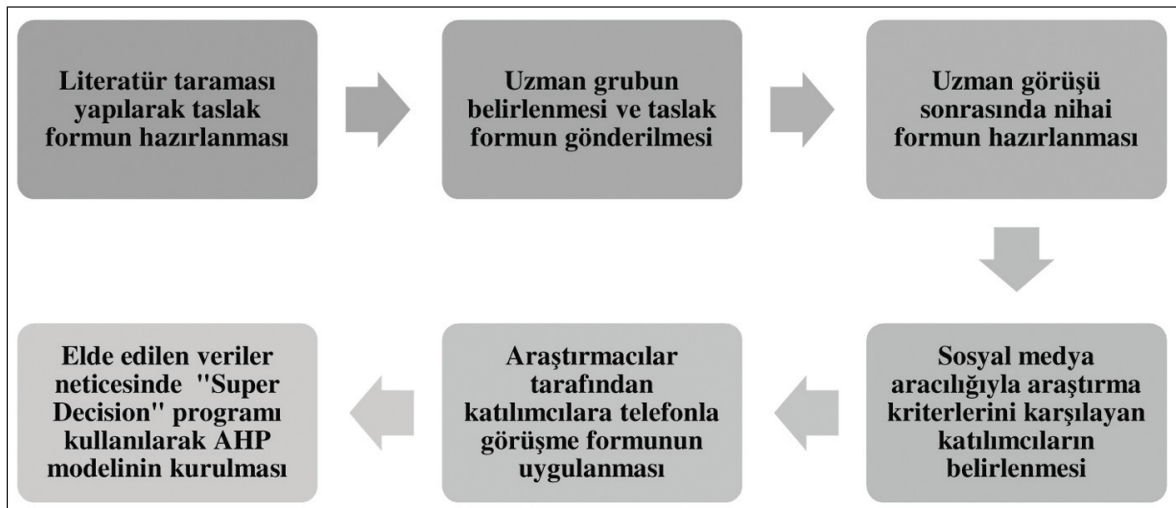 Literatür taraması
yapılarak taslak
formun hazırlanması
Uzman grubun
belirlenmesi ve taslak
formun gönderilmesi
Uzman görüşü
sonrasında nihai
formun hazırlanması
Sosyal medya
aracılığıyla araştırma
kriterlerini karşılayan
katılımcıların
belirlenmesi
Araştırmacılar
tarafından
katılımcılara telefonla
görüşme formunun
uygulanması
Elde edilen veriler
neticesinde "Super
Decision" programı
kullanılarak AHP
modelinin kurulması